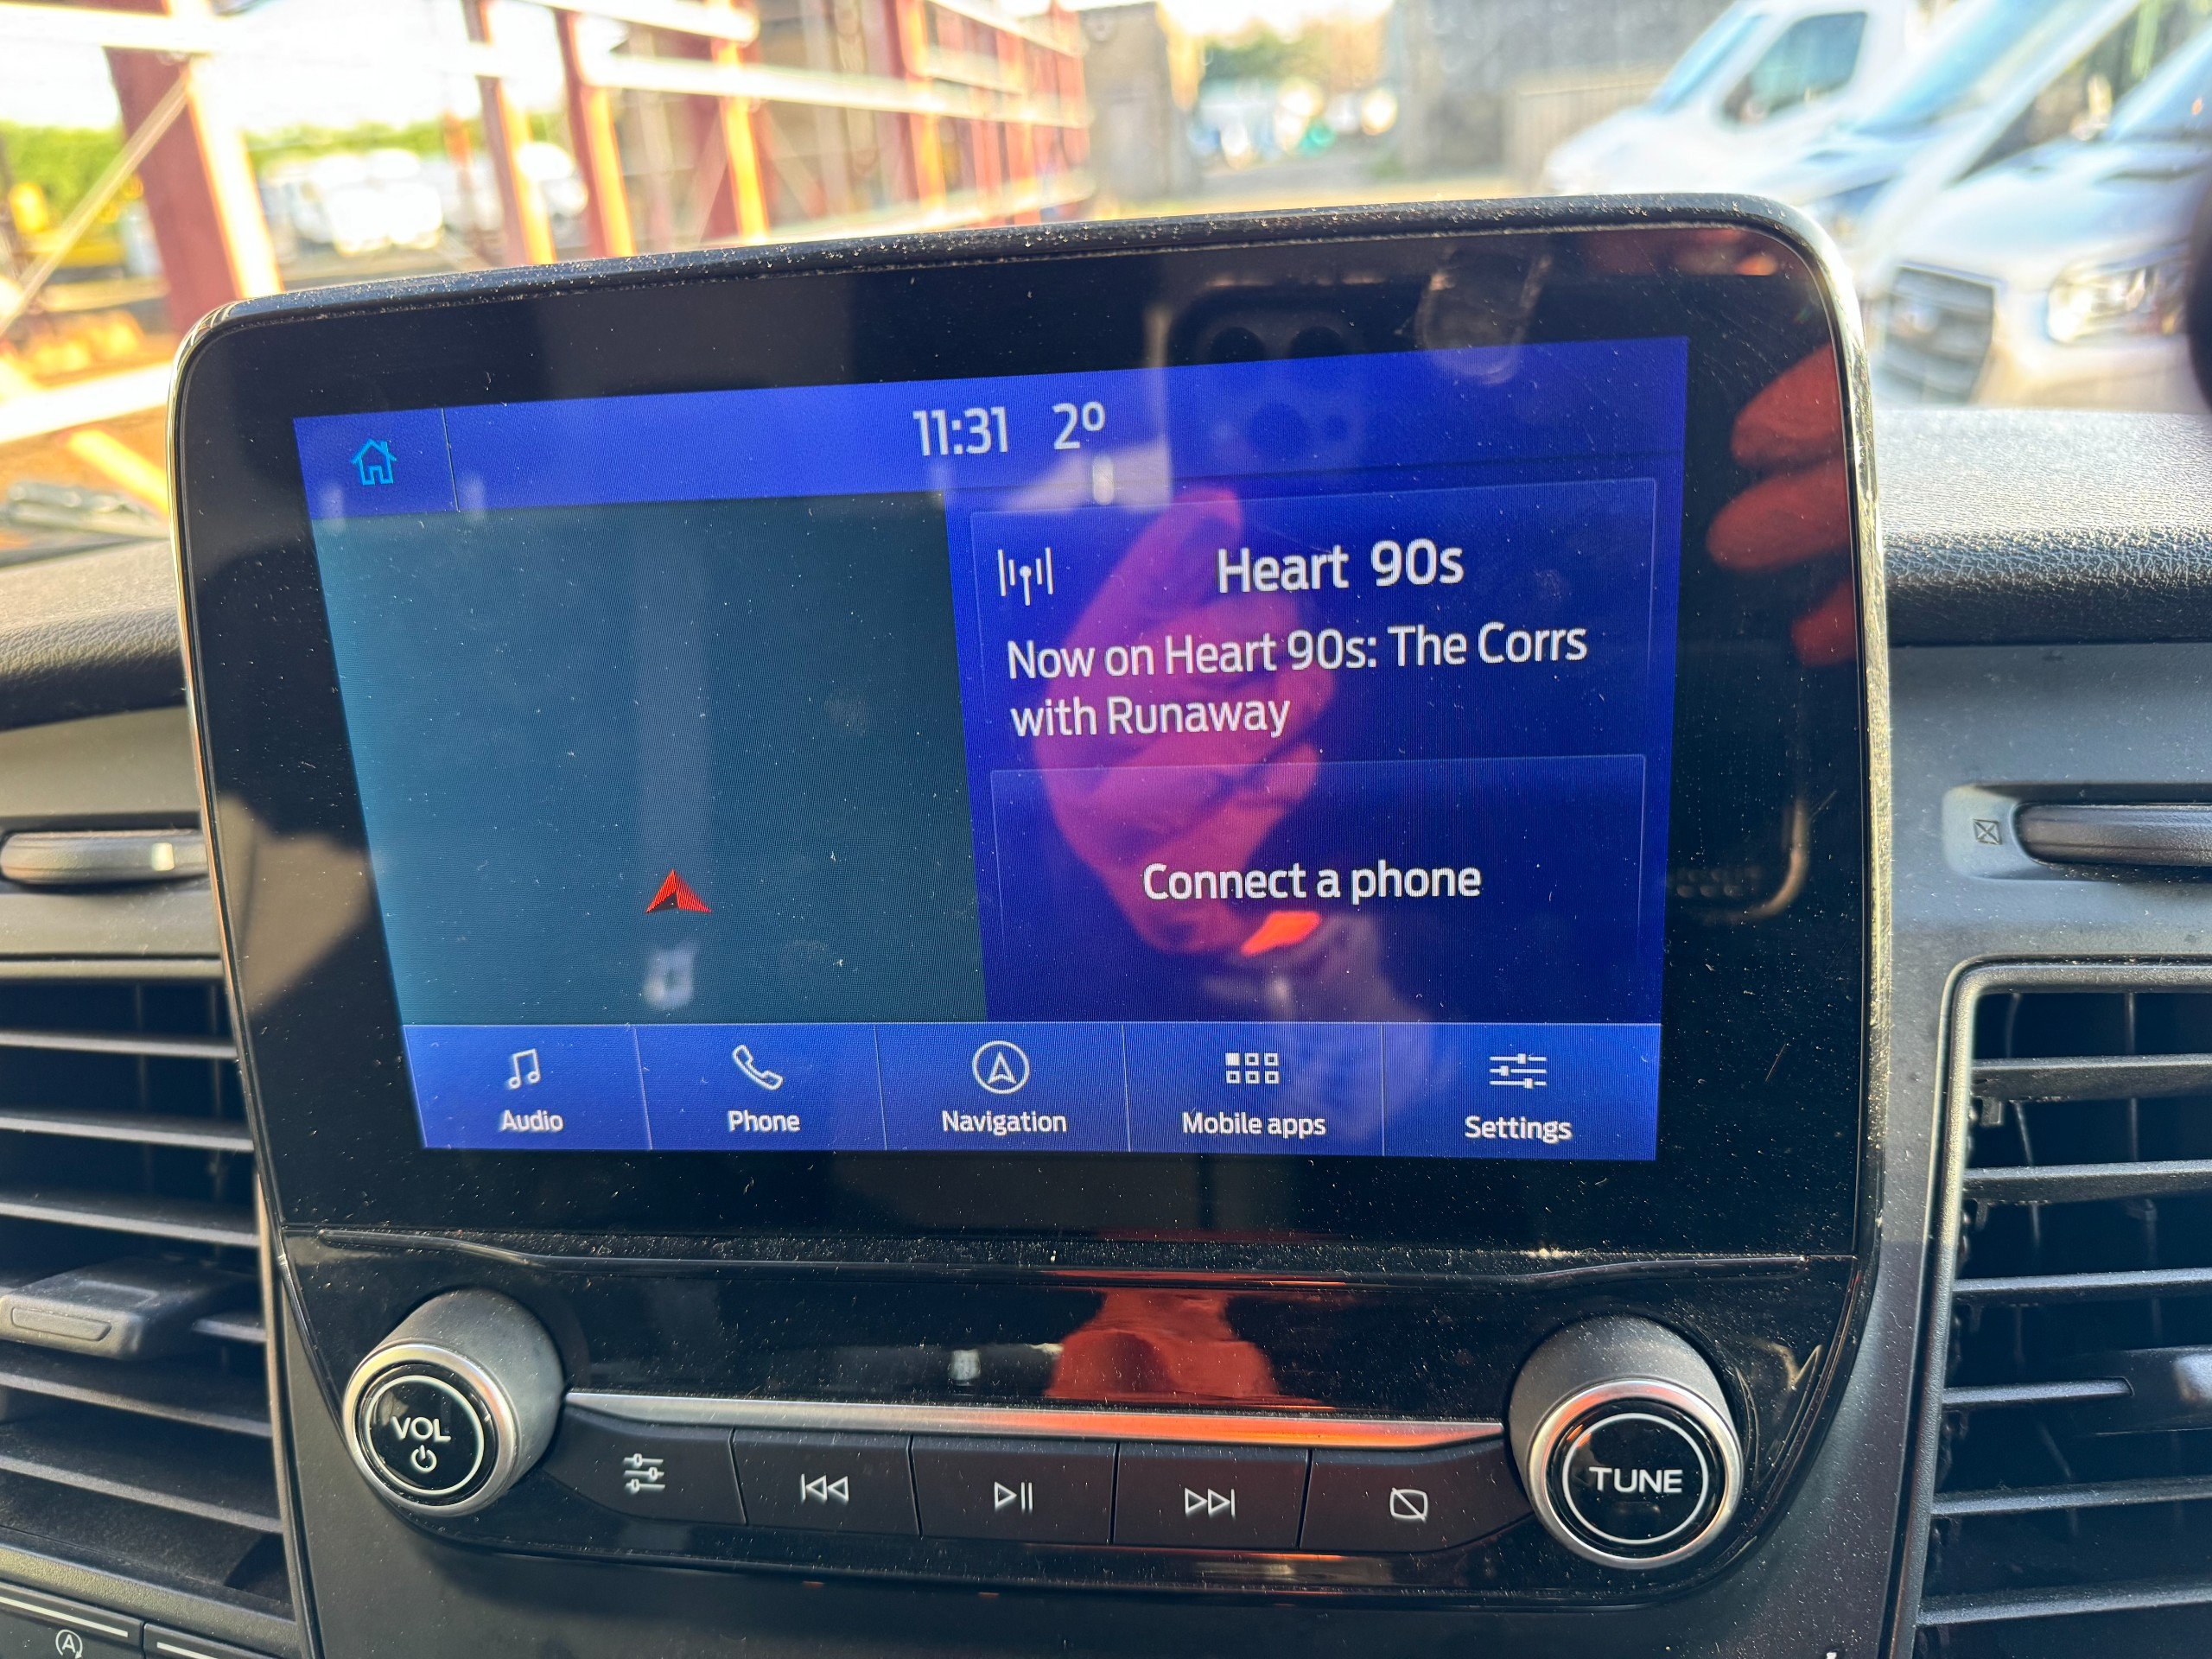 11:31 2º
Heart 90s
Now on Heart 90s: The Corrs
with Runaway
Connect a phone
Audio Phone Navigation Mobile apps Settings
VOL
TUNE
A